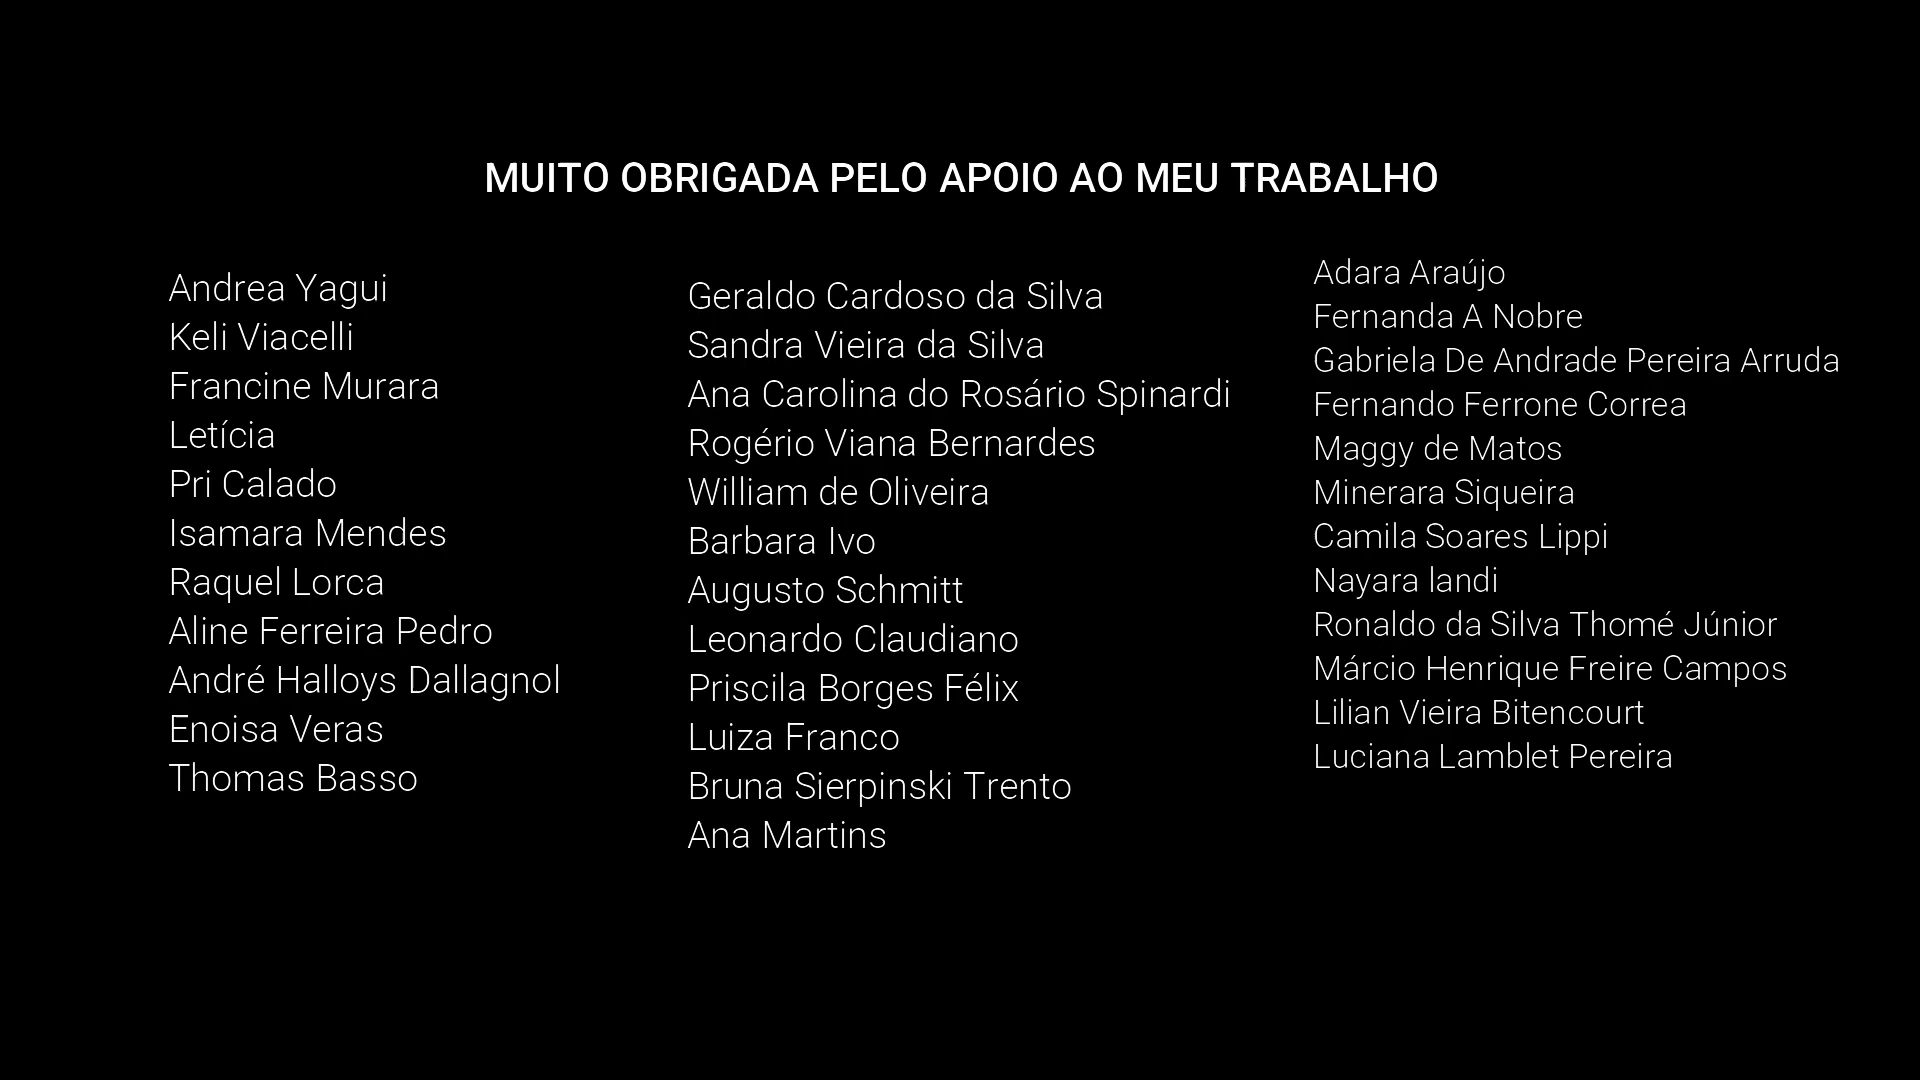 MUITO OBRIGADA PELO APOIO AO MEU TRABALHO
Andrea Yagui
Keli Viacelli
Francine Murara
Letícia
Pri Calado
Isamara Mendes
Raquel Lorca
Aline Ferreira Pedro
André Halloys Dallagnol
Enoisa Veras
Thomas Basso
Geraldo Cardoso da Silva
Sandra Vieira da Silva
Ana Carolina do Rosário Spinardi
Rogério Viana Bernardes
William de Oliveira
Barbara Ivo
Augusto Schmitt
Leonardo Claudiano
Priscila Borges Félix
Luiza Franco
Bruna Sierpinski Trento
Ana Martins
Adara Araújo
Fernanda A Nobre
Gabriela De Andrade Pereira Arruda
Fernando Ferrone Correa
Maggy de Matos
Minerara Siqueira
Camila Soares Lippi
Nayara landi
Ronaldo da Silva Thomé Júnior
Márcio Henrique Freire Campos
Lilian Vieira Bitencourt
Luciana Lamblet Pereira